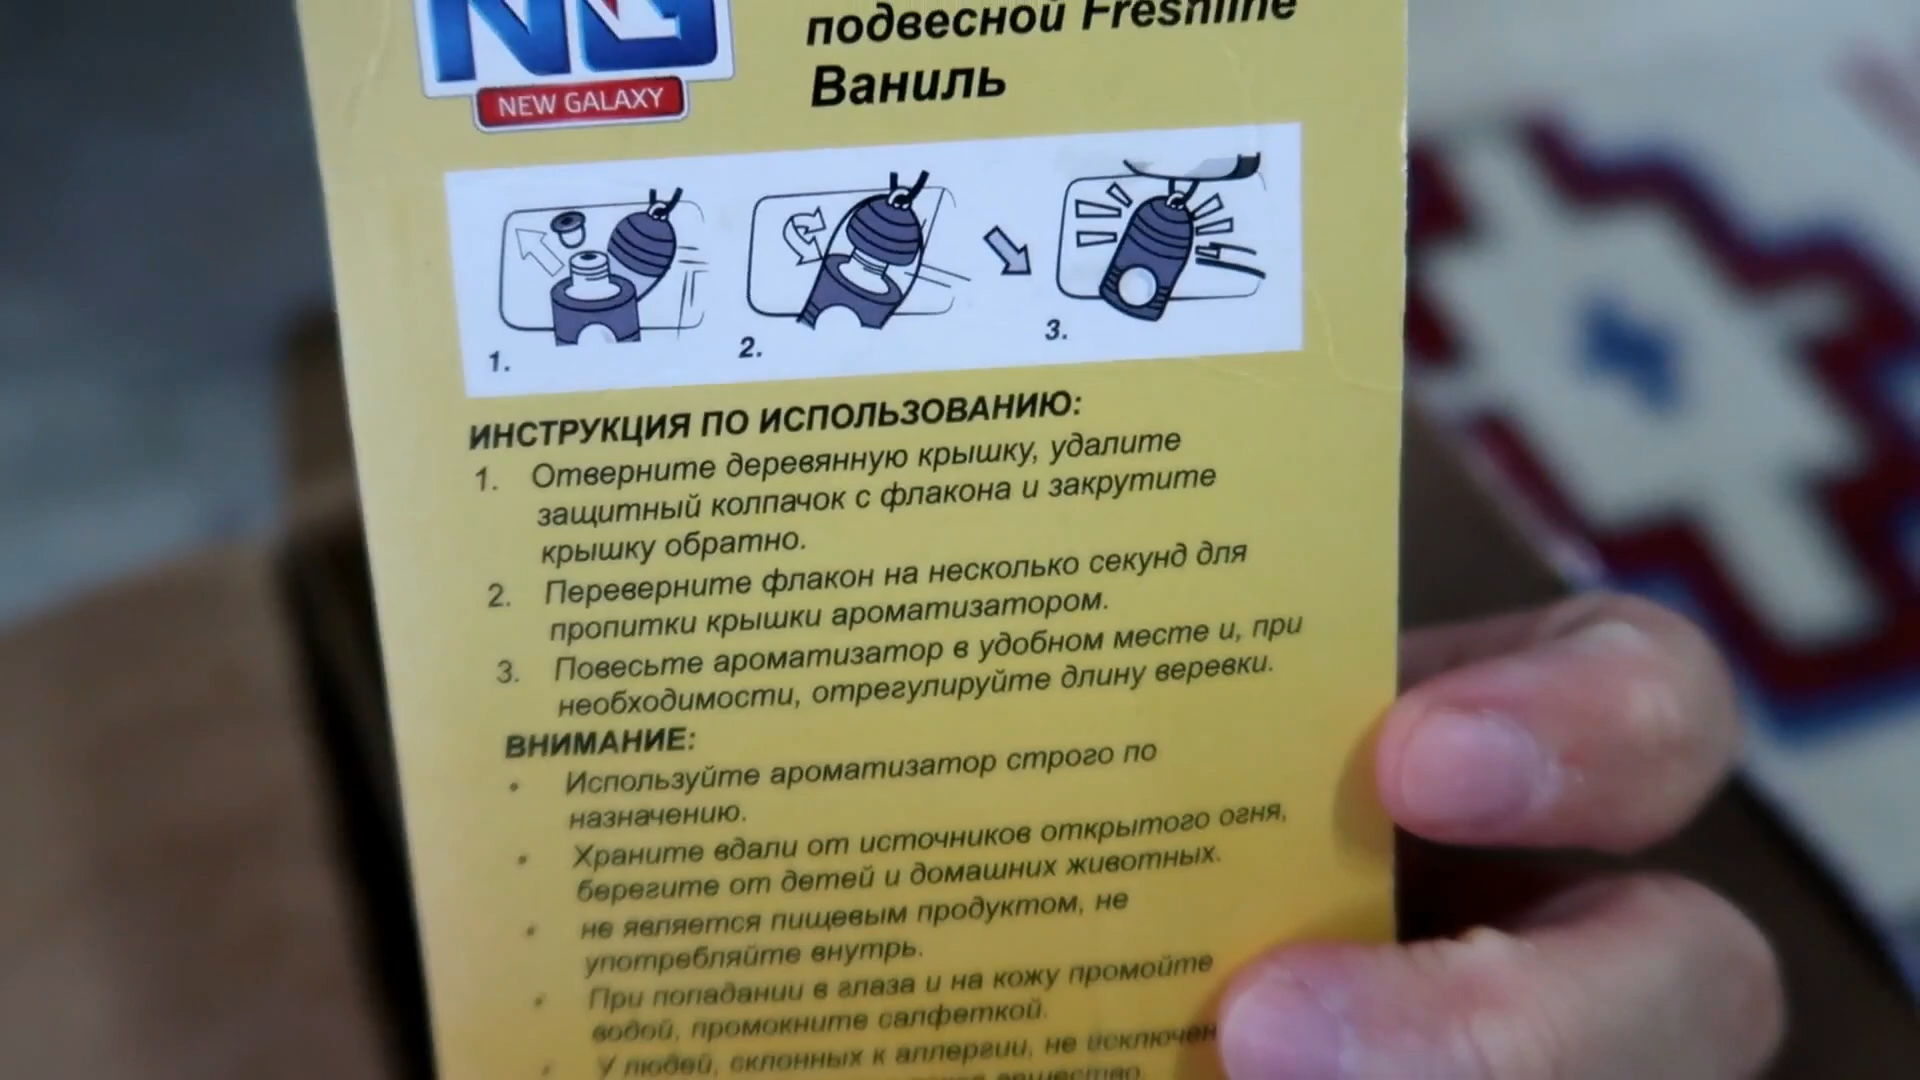 NG
NEW GALAXY
подвесной Freshline
Ваниль
1.
2.
3.
ИНСТРУКЦИЯ ПО ИСПОЛЬЗОВАНИЮ:
1. Отверните деревянную крышку, удалите
защитный колпачок с флакона и закрутите
крышку обратно.
2. Переверните флакон на несколько секунд для
пропитки крышки ароматизатором.
3. Повесьте ароматизатор в удобном месте и, при
необходимости, отрегулируйте длину веревки.
ВНИМАНИЕ:
• Используйте ароматизатор строго по
назначению.
• Храните вдали от источников открытого огня,
берегите от детей и домашних животных.
• не является пищевым продуктом, не
употребляйте внутрь.
• При попадании в глаза и на кожу промойте
водой, промокните салфеткой.
• У людей, склонных к аллергии, не исключен